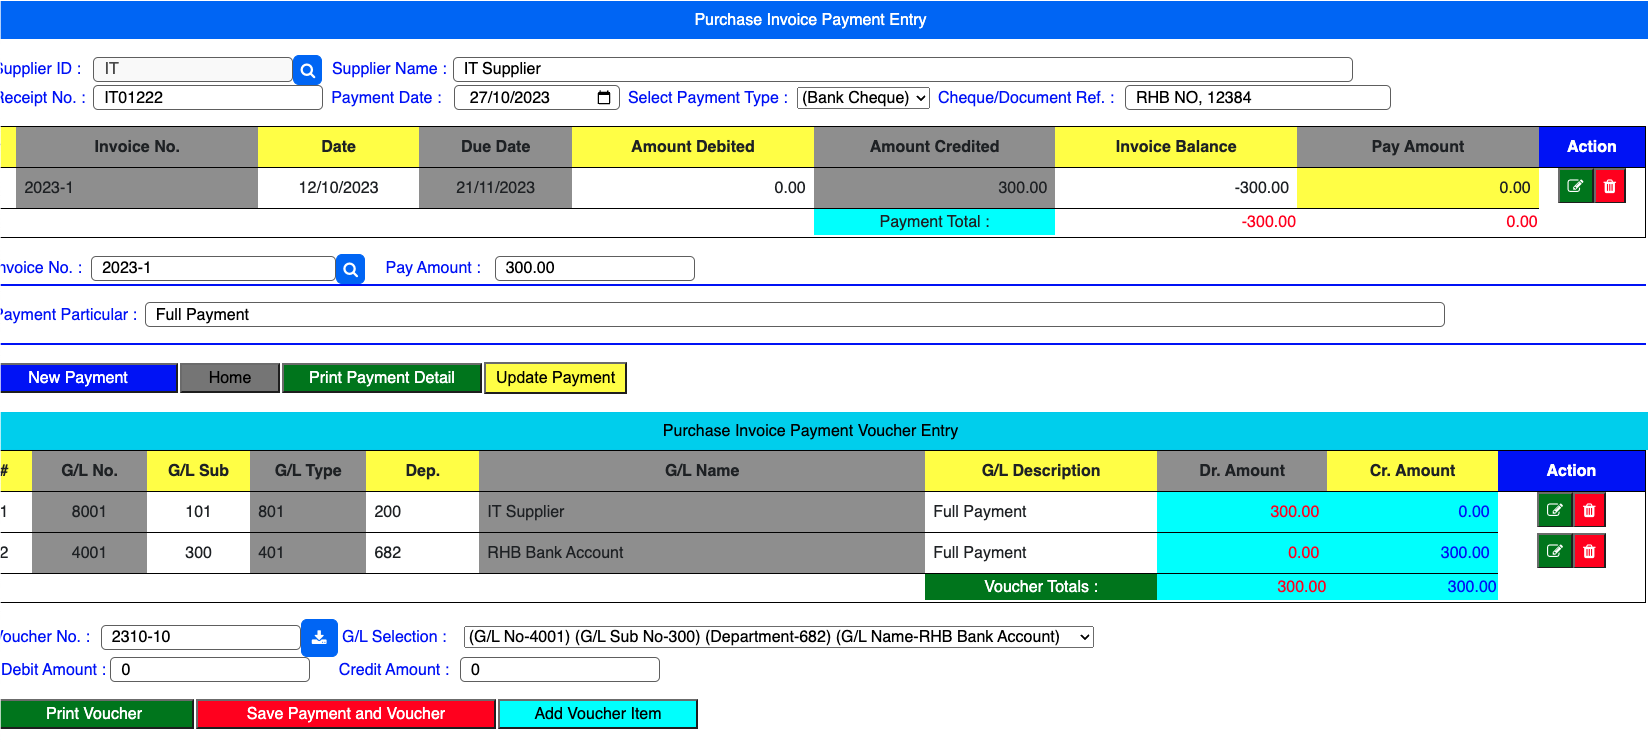 Purchase Invoice Payment Entry
Supplier ID : IT Supplier Name : IT Supplier
Receipt No. : IT01222 Payment Date : 27/10/2023 Select Payment Type : (Bank Cheque) Cheque/Document Ref. : RHB NO, 12384
Invoice No. Date Due Date Amount Debited Amount Credited Invoice Balance Pay Amount Action
2023-1 12/10/2023 21/11/2023 0.00 300.00 -300.00 0.00
Payment Total : -300.00 0.00
nvoice No. : 2023-1 Pay Amount : 300.00
Payment Particular : Full Payment
New Payment Home Print Payment Detail Update Payment
Purchase Invoice Payment Voucher Entry
# G/L No. G/L Sub G/L Type Dep. G/L Name G/L Description Dr. Amount Cr. Amount Action
1 8001 101 801 200 IT Supplier Full Payment 300.00 0.00
2 4001 300 401 682 RHB Bank Account Full Payment 0.00 300.00
Voucher Totals : 300.00 300.00
Voucher No. : 2310-10 G/L Selection : (G/L No-4001) (G/L Sub No-300) (Department-682) (G/L Name-RHB Bank Account)
Debit Amount : 0 Credit Amount : 0
Print Voucher Save Payment and Voucher Add Voucher Item